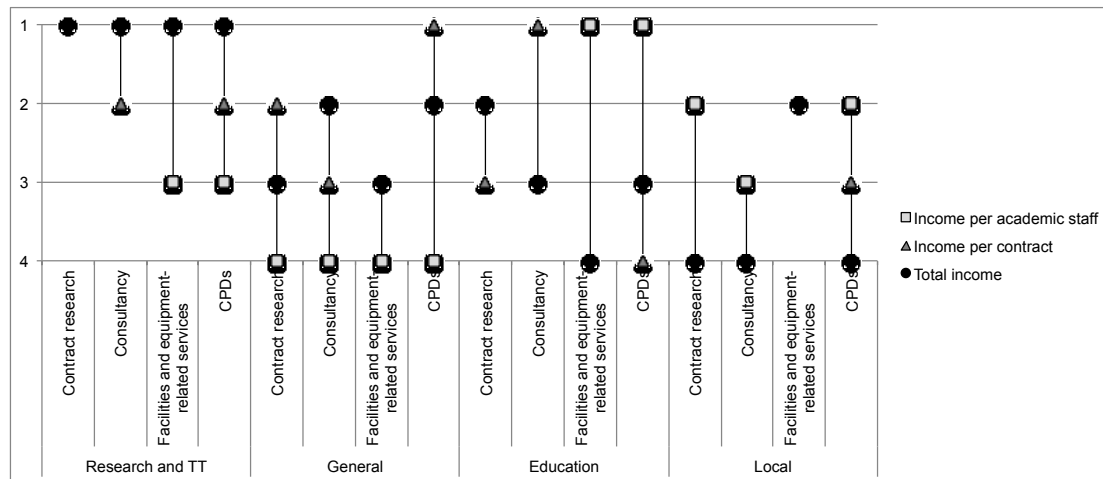 1
2
3
4
Contract research
Consultancy
Facilities and equipment-
related services
CPDs
Contract research
Consultancy
Facilities and equipment-
related services
CPDs
Contract research
Consultancy
Facilities and equipment-
related services
CPDs
Contract research
Consultancy
Facilities and equipment-
related services
CPDs
Research and TT
General
Education
Local
Income per academic staff
Income per contract
Total income